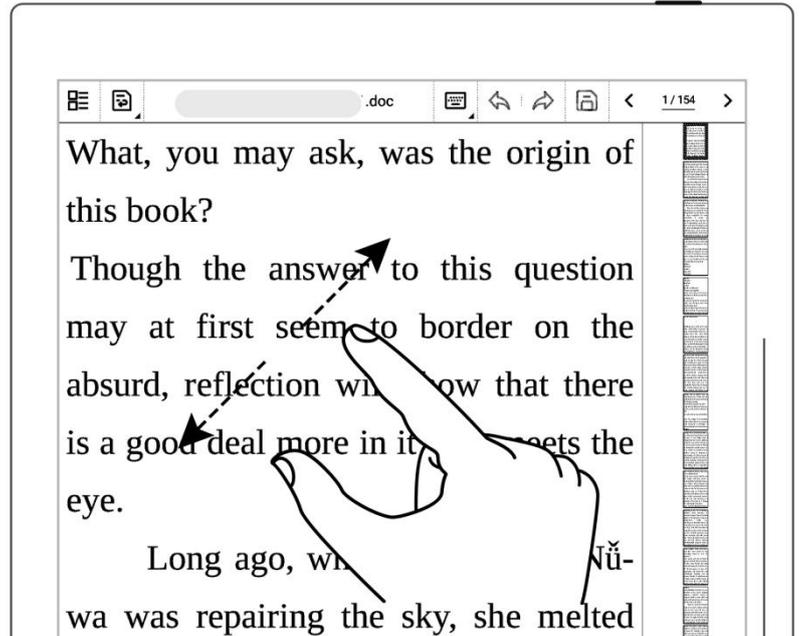 .doc
1 / 154
What, you may ask, was the origin of
this book?
Though the answer to this question
may at first seem to border on the
absurd, reflection that there
is a good deal more in it the
eye.
Long ago, Nǚ-
wa was repairing the sky, she melted